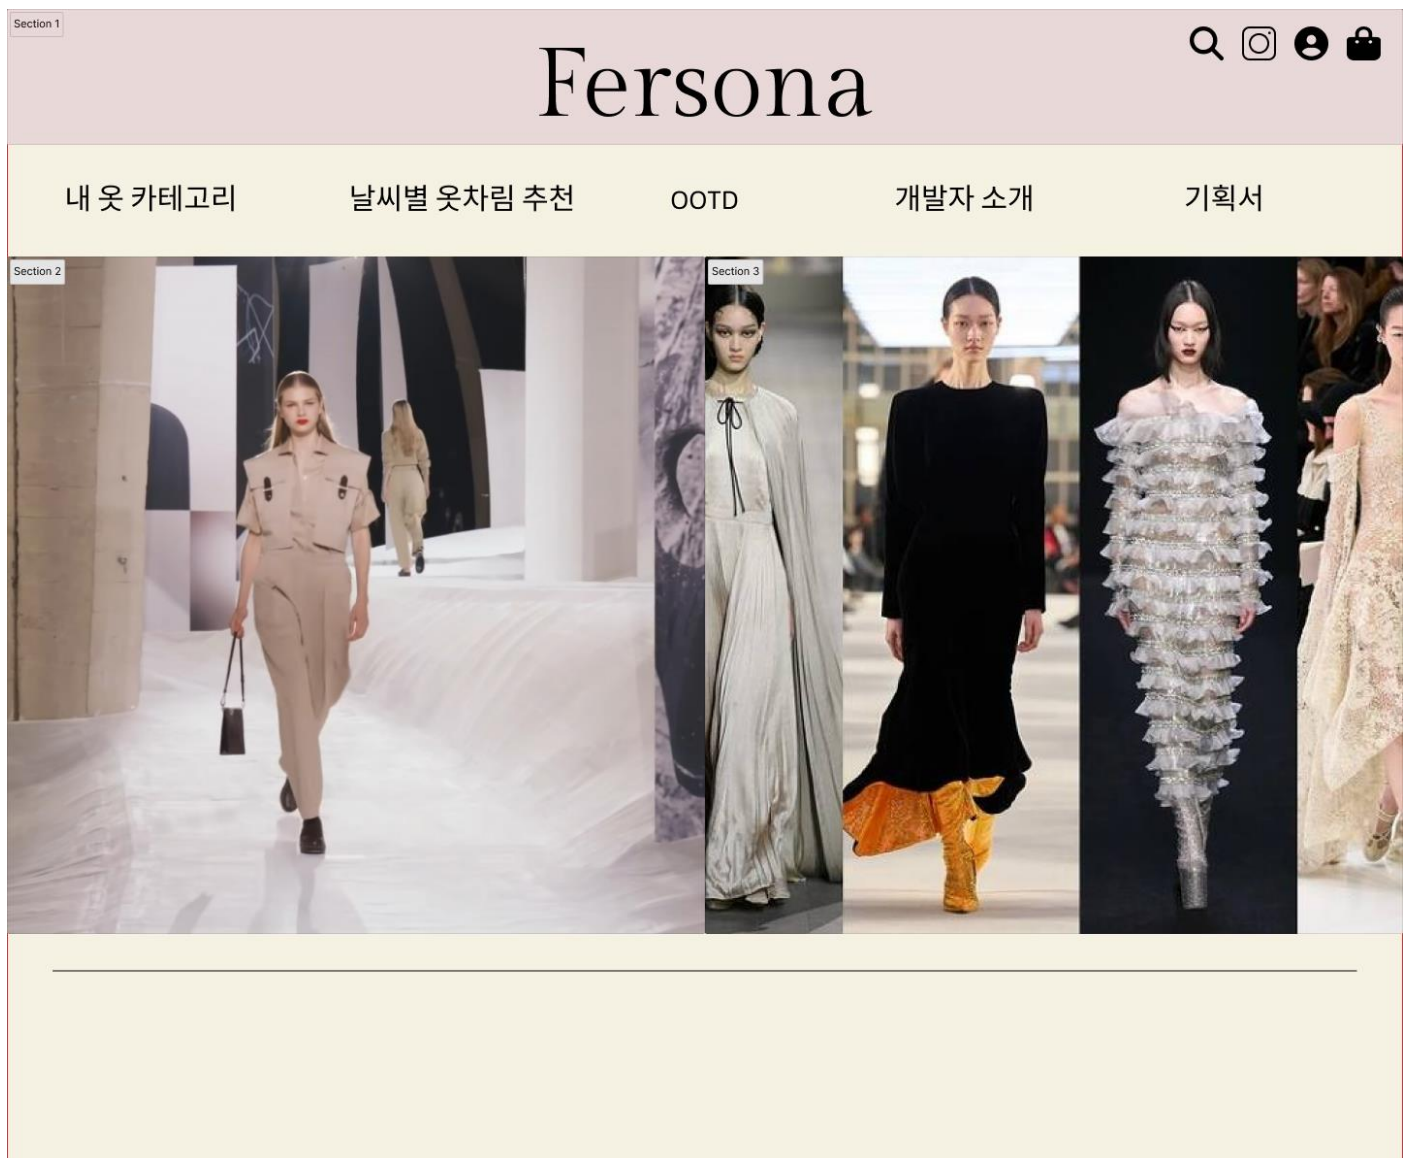 Section 1
Fersona
내 옷 카테고리
날씨별 옷차림 추천
OOTD
개발자 소개
기획서
Section 2
Section 3